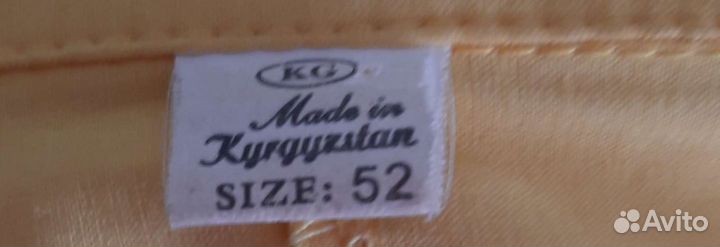 KG
Made in
Kyrgyzstan
SIZE: 52
Avito